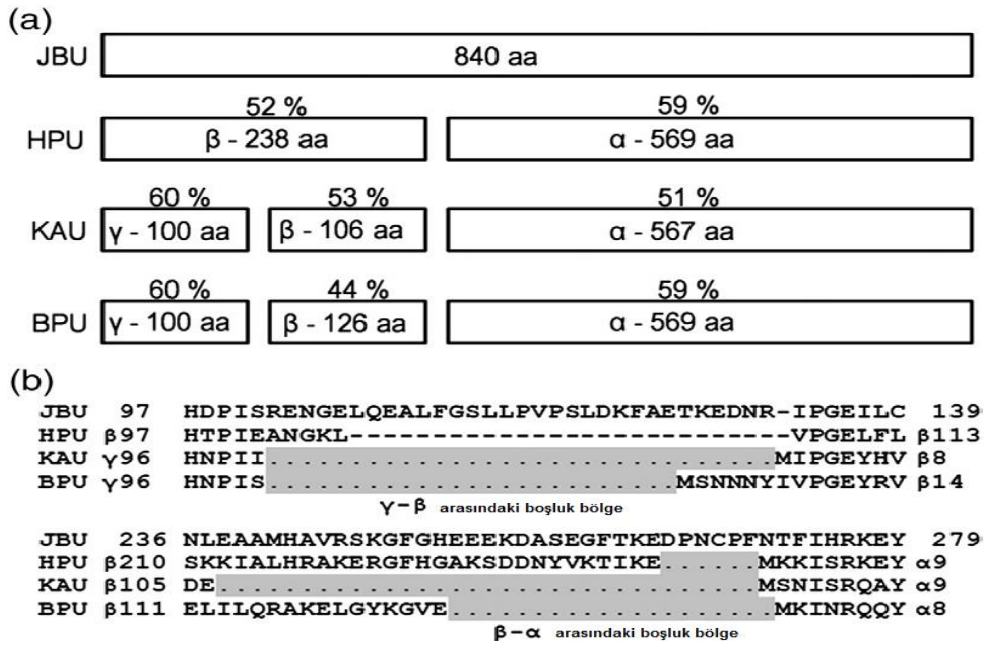 (a)
JBU 840 aa
52 % 59 %
HPU β - 238 aa α - 569 aa
60 % 53 % 51 %
KAU γ - 100 aa β - 106 aa α - 567 aa
60 % 44 % 59 %
BPU γ - 100 aa β - 126 aa α - 569 aa
(b)
JBU 97 HDPISRENGELQEALFGSLLPVPSLDKFAETKEDNR-IPGEILC 139
HPU β97 HTPIEANGKL---------------------------------VPGELFL β113
KAU γ96 HNPII.................................MIPGEYHV β8
BPU γ96 HNPIS...........................MSNNNYIVPGEYRV β14
γ-β arasındaki boşluk bölge
JBU 236 NLEAAMHAVRSKGFGHEEEKDASEGFTKEDPNCPFNTFIHRKEY 279
HPU β210 SKKIALHRAKERGFHGAKSDDNYVKTIKE......MKKISRKEY α9
KAU β105 DE.................................MSNISRQAY α9
BPU β111 ELILQRAKELGYKGVE....................MKINRQQY α8
β-α arasındaki boşluk bölge